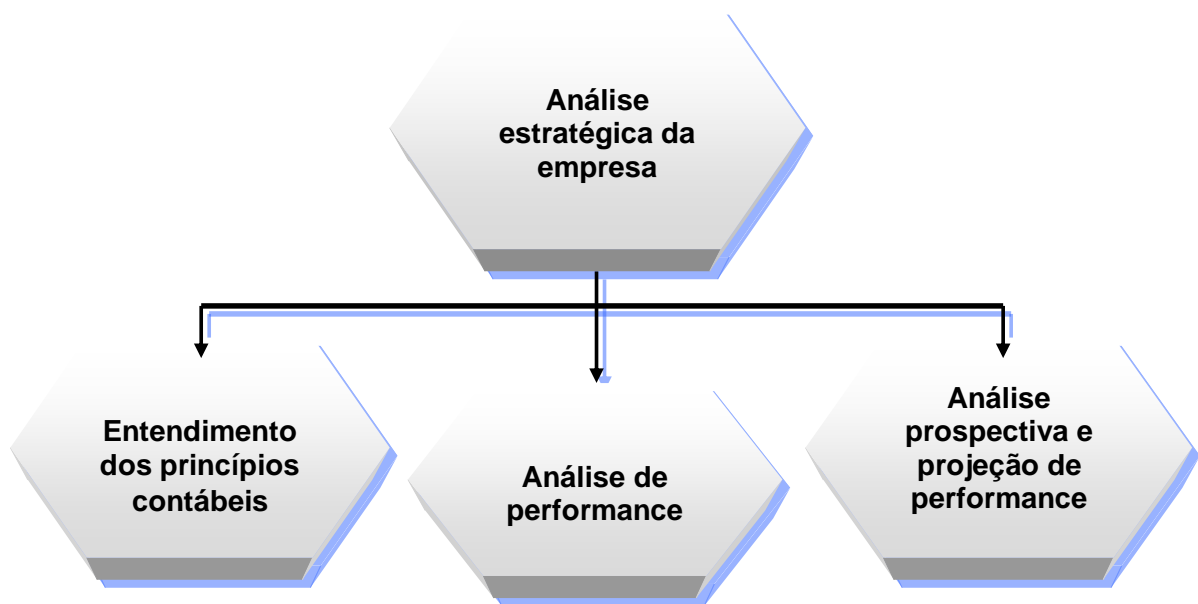 Análise
estratégica da
empresa
Entendimento
dos princípios
contábeis
Análise de
performance
Análise
prospectiva e
projeção de
performance